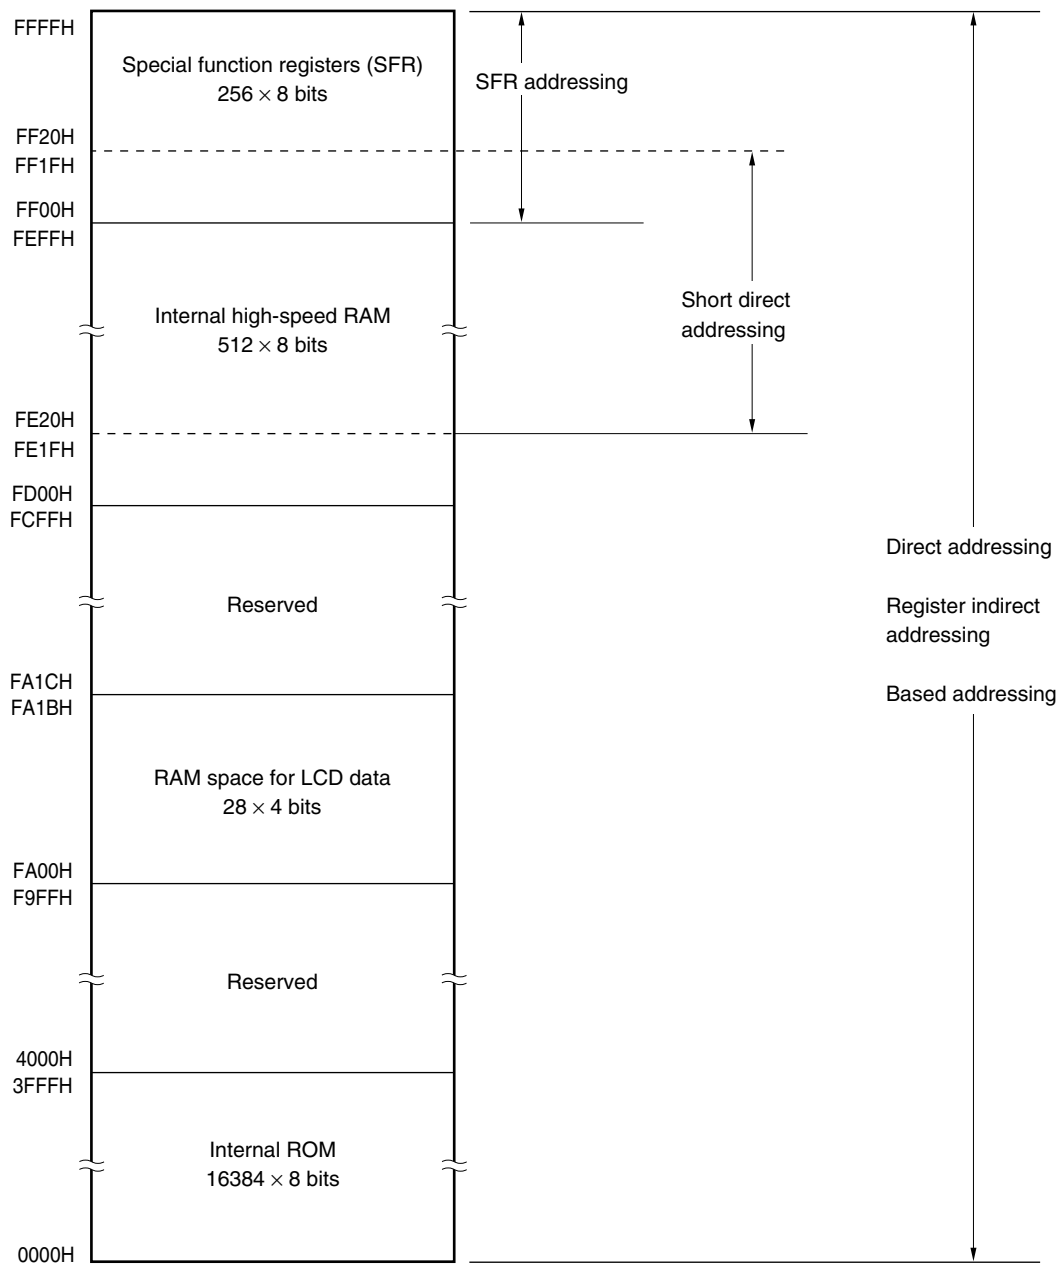 FFFFH
Special function registers (SFR)
256 × 8 bits
SFR addressing
FF20H
FF1FH
FF00H
FEFFH
Internal high-speed RAM
512 × 8 bits
Short direct
addressing
FE20H
FE1FH
FD00H
FCFFH
Direct addressing
Reserved
Register indirect
addressing
FA1CH
FA1BH
Based addressing
RAM space for LCD data
28 × 4 bits
FA00H
F9FFH
Reserved
4000H
3FFFH
Internal ROM
16384 × 8 bits
0000H